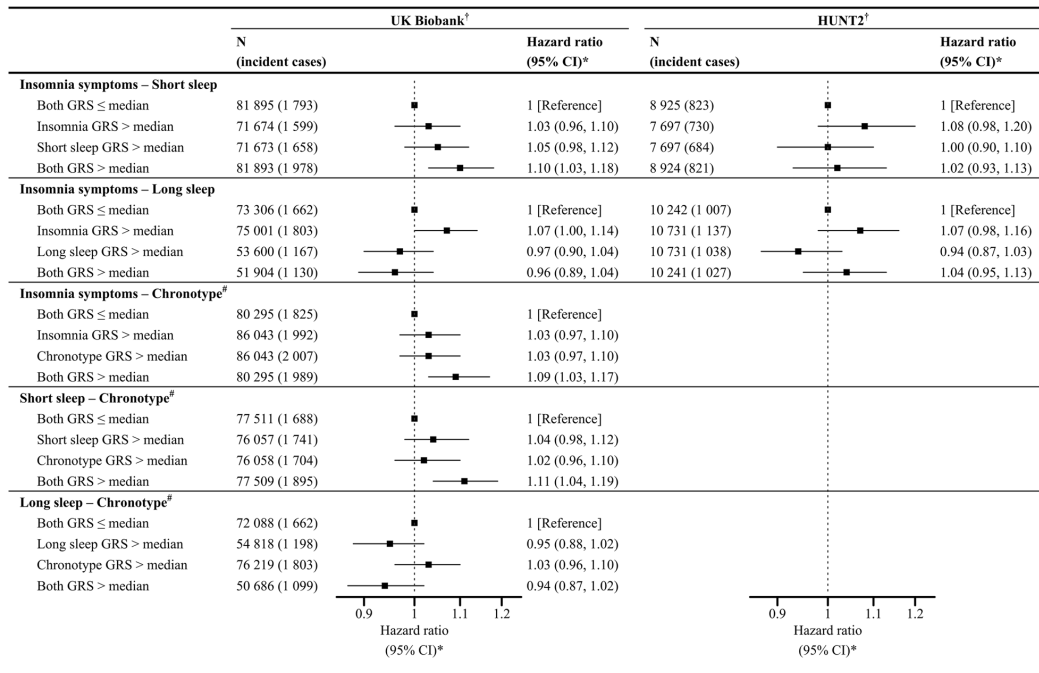 UK Biobank† HUNT2†
N Hazard ratio N Hazard ratio
(incident cases) (95% CI)* (incident cases) (95% CI)*
Insomnia symptoms – Short sleep
Both GRS ≤ median 81 895 (1 793) 1 [Reference] 8 925 (823) 1 [Reference]
Insomnia GRS > median 71 674 (1 599) 1.03 (0.96, 1.10) 7 697 (730) 1.08 (0.98, 1.20)
Short sleep GRS > median 71 673 (1 658) 1.05 (0.98, 1.12) 7 697 (684) 1.00 (0.90, 1.10)
Both GRS > median 81 893 (1 978) 1.10 (1.03, 1.18) 8 924 (821) 1.02 (0.93, 1.13)
Insomnia symptoms – Long sleep
Both GRS ≤ median 73 306 (1 662) 1 [Reference] 10 242 (1 007) 1 [Reference]
Insomnia GRS > median 75 001 (1 803) 1.07 (1.00, 1.14) 10 731 (1 137) 1.07 (0.98, 1.16)
Long sleep GRS > median 53 600 (1 167) 0.97 (0.90, 1.04) 10 731 (1 038) 0.94 (0.87, 1.03)
Both GRS > median 51 904 (1 130) 0.96 (0.89, 1.04) 10 241 (1 027) 1.04 (0.95, 1.13)
Insomnia symptoms – Chronotype#
Both GRS ≤ median 80 295 (1 825) 1 [Reference]
Insomnia GRS > median 86 043 (1 992) 1.03 (0.97, 1.10)
Chronotype GRS > median 86 043 (2 007) 1.03 (0.97, 1.10)
Both GRS > median 80 295 (1 989) 1.09 (1.03, 1.17)
Short sleep – Chronotype#
Both GRS ≤ median 77 511 (1 688) 1 [Reference]
Short sleep GRS > median 76 057 (1 741) 1.04 (0.98, 1.12)
Chronotype GRS > median 76 058 (1 704) 1.02 (0.96, 1.10)
Both GRS > median 77 509 (1 895) 1.11 (1.04, 1.19)
Long sleep – Chronotype#
Both GRS ≤ median 72 088 (1 662) 1 [Reference]
Long sleep GRS > median 54 818 (1 198) 0.95 (0.88, 1.02)
Chronotype GRS > median 76 219 (1 803) 1.03 (0.96, 1.10)
Both GRS > median 50 686 (1 099) 0.94 (0.87, 1.02)
0.9 1 1.1 1.2 0.9 1 1.1 1.2
Hazard ratio Hazard ratio
(95% CI)* (95% CI)*